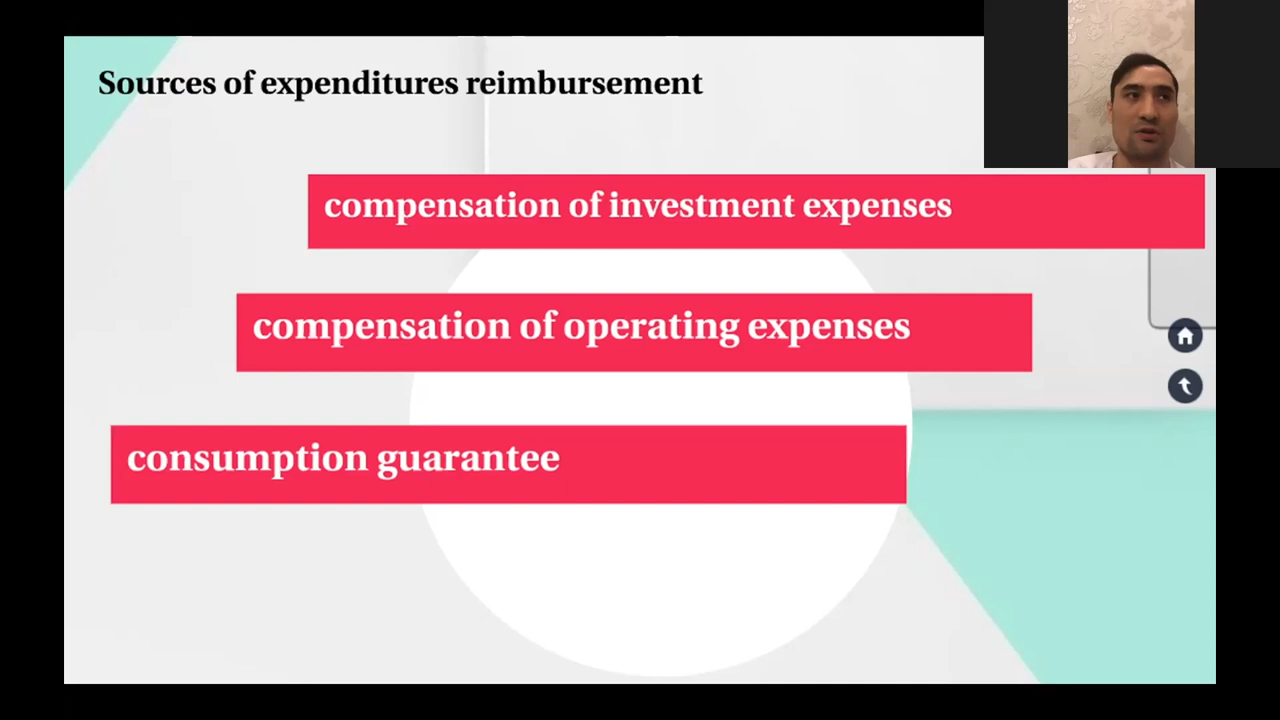 Sources of expenditures reimbursement
compensation of investment expenses
compensation of operating expenses
consumption guarantee